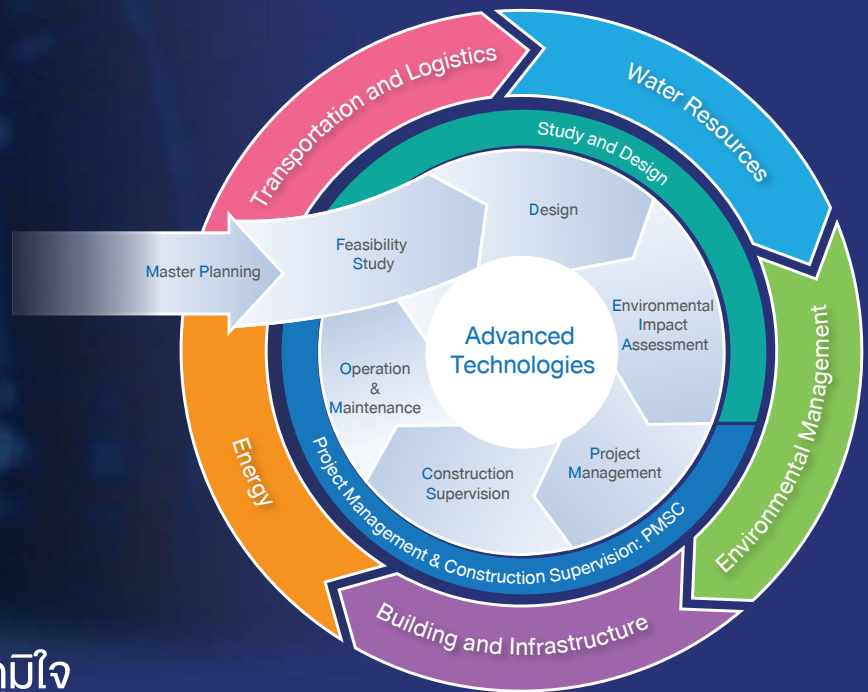 Transportation and Logistics
Water Resources
Study and Design
Design
Feasibility
Study
Master Planning
Environmental
Impact
Assessment
Advanced
Technologies
Operation
&
Maintenance
Project
Management
Construction
Supervision
Project Management & Construction Supervision: PMSC
Environmental Management
Energy
Building and Infrastructure